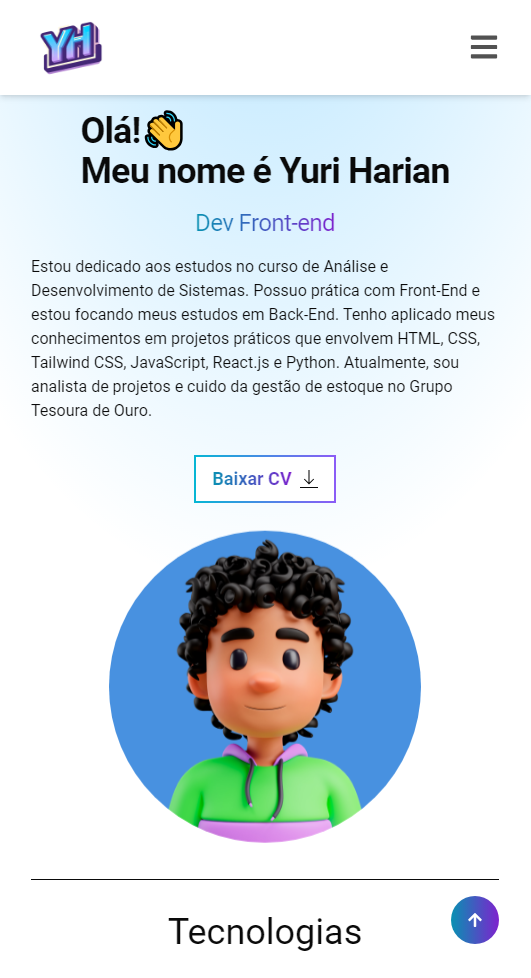 YH
Olá!👋
Meu nome é Yuri Harian
Dev Front-end
Estou dedicado aos estudos no curso de Análise e
Desenvolvimento de Sistemas. Possuo prática com Front-End e
estou focando meus estudos em Back-End. Tenho aplicado meus
conhecimentos em projetos práticos que envolvem HTML, CSS,
Tailwind CSS, JavaScript, React.js e Python. Atualmente, sou
analista de projetos e cuido da gestão de estoque no Grupo
Tesoura de Ouro.
Baixar CV
Tecnologias